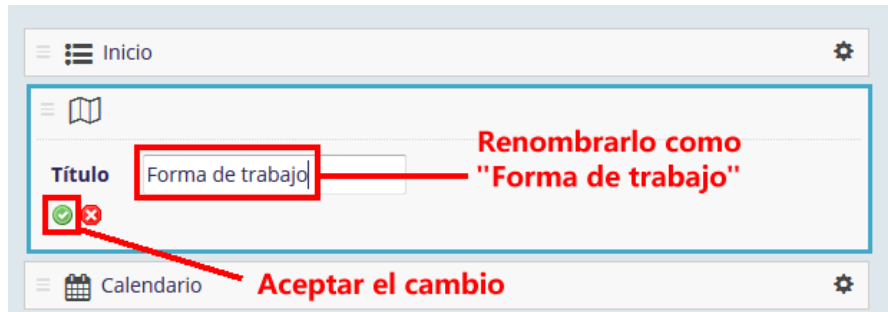 Inicio
Renombrarlo como
Título Forma de trabajo "Forma de trabajo"
Calendario Aceptar el cambio